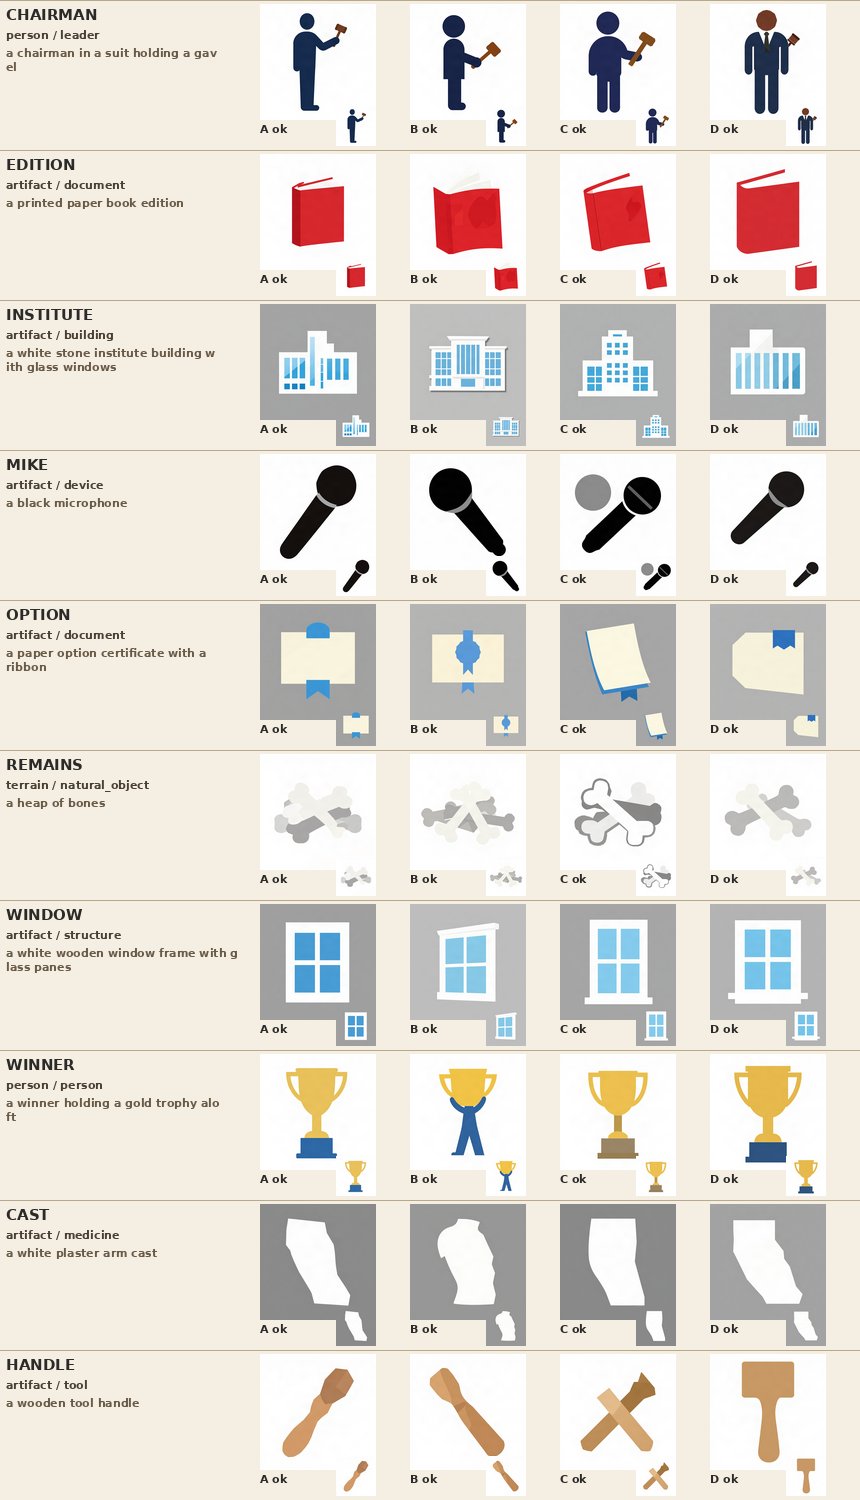 CHAIRMAN
person / leader
a chairman in a suit holding a gav
el
A ok
B ok
C ok
D ok
EDITION
artifact / document
a printed paper book edition
A ok
B ok
C ok
D ok
INSTITUTE
artifact / building
a white stone institute building w
ith glass windows
A ok
B ok
C ok
D ok
MIKE
artifact / device
a black microphone
A ok
B ok
C ok
D ok
OPTION
artifact / document
a paper option certificate with a
ribbon
A ok
B ok
C ok
D ok
REMAINS
terrain / natural_object
a heap of bones
A ok
B ok
C ok
D ok
WINDOW
artifact / structure
a white wooden window frame with g
lass panes
A ok
B ok
C ok
D ok
WINNER
person / person
a winner holding a gold trophy alo
ft
A ok
B ok
C ok
D ok
CAST
artifact / medicine
a white plaster arm cast
A ok
B ok
C ok
D ok
HANDLE
artifact / tool
a wooden tool handle
A ok
B ok
C ok
D ok